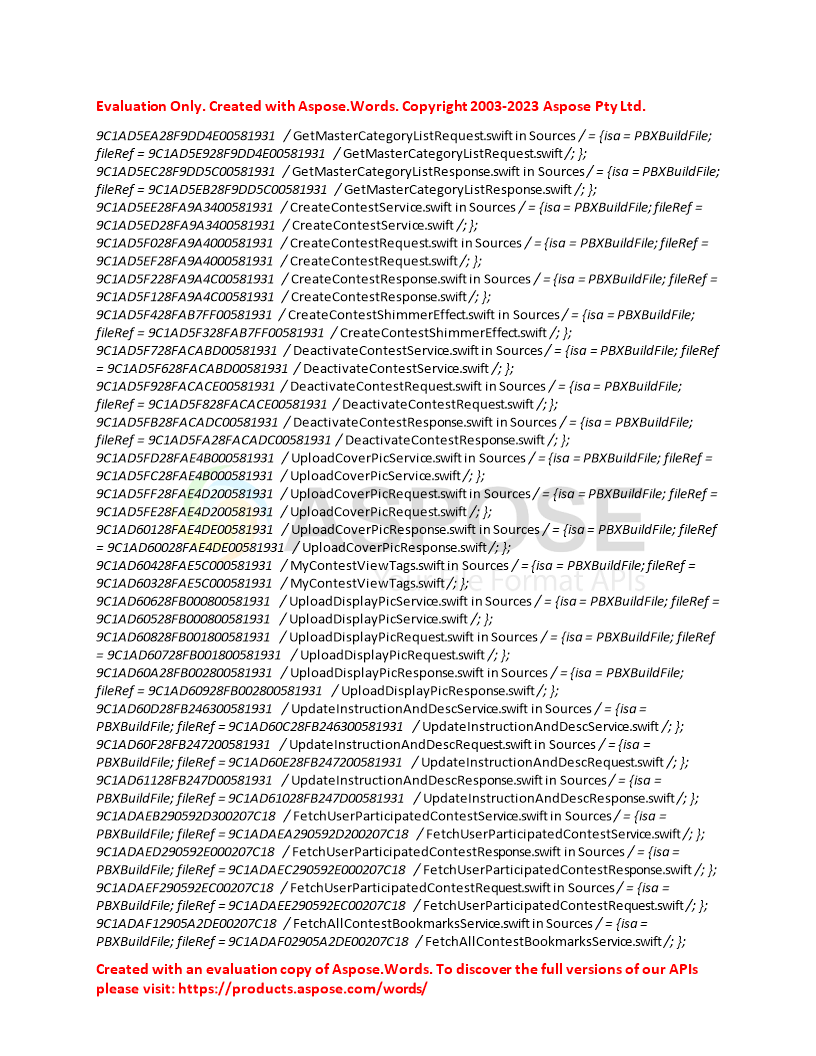 Evaluation Only. Created with Aspose.Words. Copyright 2003-2023 Aspose Pty Ltd.
9C1AD5EA28F9DD4E00581931 / GetMasterCategoryListRequest.swift in Sources / = {isa = PBXBuildFile;
fileRef = 9C1AD5E928F9DD4E00581931 / GetMasterCategoryListRequest.swift /; };
9C1AD5EC28F9DD5C00581931 / GetMasterCategoryListResponse.swift in Sources / = {isa = PBXBuildFile;
fileRef = 9C1AD5EB28F9DD5C00581931 / GetMasterCategoryListResponse.swift /; };
9C1AD5EE28FA9A3400581931 / CreateContestService.swift in Sources / = {isa = PBXBuildFile; fileRef =
9C1AD5ED28FA9A3400581931 / CreateContestService.swift /; };
9C1AD5F028FA9A4000581931 / CreateContestRequest.swift in Sources / = {isa = PBXBuildFile; fileRef =
9C1AD5EF28FA9A4000581931 / CreateContestRequest.swift /; };
9C1AD5F228FA9A4C00581931 / CreateContestResponse.swift in Sources / = {isa = PBXBuildFile; fileRef =
9C1AD5F128FA9A4C00581931 / CreateContestResponse.swift /; };
9C1AD5F428FAB7FF00581931 / CreateContestShimmerEffect.swift in Sources / = {isa = PBXBuildFile;
fileRef = 9C1AD5F328FAB7FF00581931 / CreateContestShimmerEffect.swift /; };
9C1AD5F728FACABD00581931 / DeactivateContestService.swift in Sources / = {isa = PBXBuildFile; fileRef
= 9C1AD5F628FACABD00581931 / DeactivateContestService.swift /; };
9C1AD5F928FACACE00581931 / DeactivateContestRequest.swift in Sources / = {isa = PBXBuildFile;
fileRef = 9C1AD5F828FACACE00581931 / DeactivateContestRequest.swift /; };
9C1AD5FB28FACADC00581931 / DeactivateContestResponse.swift in Sources / = {isa = PBXBuildFile;
fileRef = 9C1AD5FA28FACADC00581931 / DeactivateContestResponse.swift /; };
9C1AD5FD28FAE4B000581931 / UploadCoverPicService.swift in Sources / = {isa = PBXBuildFile; fileRef =
9C1AD5FC28FAE4B000581931 / UploadCoverPicService.swift /; };
9C1AD5FF28FAE4D200581931 / UploadCoverPicRequest.swift in Sources / = {isa = PBXBuildFile; fileRef =
9C1AD5FE28FAE4D200581931 / UploadCoverPicRequest.swift /; };
9C1AD60128FAE4DE00581931 / UploadCoverPicResponse.swift in Sources / = {isa = PBXBuildFile; fileRef
= 9C1AD60028FAE4DE00581931 / UploadCoverPicResponse.swift /; };
9C1AD60428FAE5C000581931 / MyContestViewTags.swift in Sources / = {isa = PBXBuildFile; fileRef =
9C1AD60328FAE5C000581931 / MyContestViewTags.swift /; };
9C1AD60628FB000800581931 / UploadDisplayPicService.swift in Sources / = {isa = PBXBuildFile; fileRef =
9C1AD60528FB000800581931 / UploadDisplayPicService.swift /; };
9C1AD60828FB001800581931 / UploadDisplayPicRequest.swift in Sources / = {isa = PBXBuildFile; fileRef
= 9C1AD60728FB001800581931 / UploadDisplayPicRequest.swift /; };
9C1AD60A28FB002800581931 / UploadDisplayPicResponse.swift in Sources / = {isa = PBXBuildFile;
fileRef = 9C1AD60928FB002800581931 / UploadDisplayPicResponse.swift /; };
9C1AD60D28FB246300581931 / UpdateInstructionAndDescService.swift in Sources / = {isa =
PBXBuildFile; fileRef = 9C1AD60C28FB246300581931 / UpdateInstructionAndDescService.swift /; };
9C1AD60F28FB247200581931 / UpdateInstructionAndDescRequest.swift in Sources / = {isa =
PBXBuildFile; fileRef = 9C1AD60E28FB247200581931 / UpdateInstructionAndDescRequest.swift /; };
9C1AD61128FB247D00581931 / UpdateInstructionAndDescResponse.swift in Sources / = {isa =
PBXBuildFile; fileRef = 9C1AD61028FB247D00581931 / UpdateInstructionAndDescResponse.swift /; };
9C1ADAEB290592D300207C18 / FetchUserParticipatedContestService.swift in Sources / = {isa =
PBXBuildFile; fileRef = 9C1ADAEA290592D200207C18 / FetchUserParticipatedContestService.swift /; };
9C1ADAED290592E000207C18 / FetchUserParticipatedContestResponse.swift in Sources / = {isa =
PBXBuildFile; fileRef = 9C1ADAEC290592E000207C18 / FetchUserParticipatedContestResponse.swift /; };
9C1ADAEF290592EC00207C18 / FetchUserParticipatedContestRequest.swift in Sources / = {isa =
PBXBuildFile; fileRef = 9C1ADAEE290592EC00207C18 / FetchUserParticipatedContestRequest.swift /; };
9C1ADAF12905A2DE00207C18 / FetchAllContestBookmarksService.swift in Sources / = {isa =
PBXBuildFile; fileRef = 9C1ADAF02905A2DE00207C18 / FetchAllContestBookmarksService.swift /; };
Created with an evaluation copy of Aspose.Words. To discover the full versions of our APIs
please visit: https://products.aspose.com/words/
ASPOSE